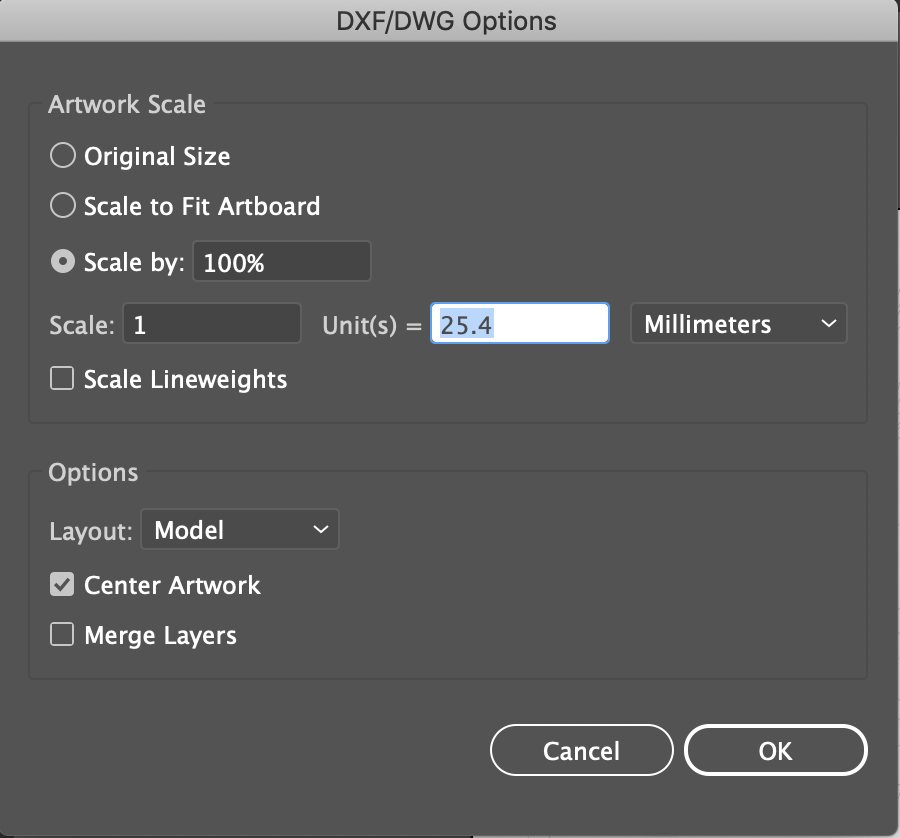 DXF/DWG Options
Artwork Scale
Original Size
Scale to Fit Artboard
Scale by: 100%
Scale: 1 Unit(s) = 25.4 Millimeters
Scale Lineweights
Options
Layout: Model
Center Artwork
Merge Layers
Cancel OK